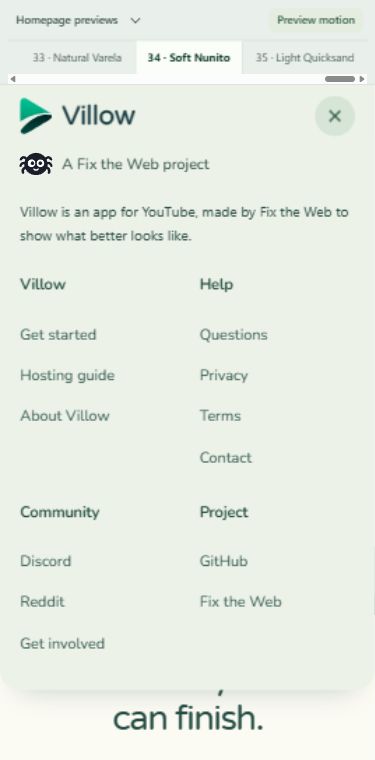 Homepage previews
Preview motion
33 · Natural Varela
34 · Soft Nunito
35 · Light Quicksand
Villow
A Fix the Web project
Villow is an app for YouTube, made by Fix the Web to
show what better looks like.
Villow
Help
Get started
Questions
Hosting guide
Privacy
About Villow
Terms
Contact
Community
Project
Discord
GitHub
Reddit
Fix the Web
Get involved
can finish.